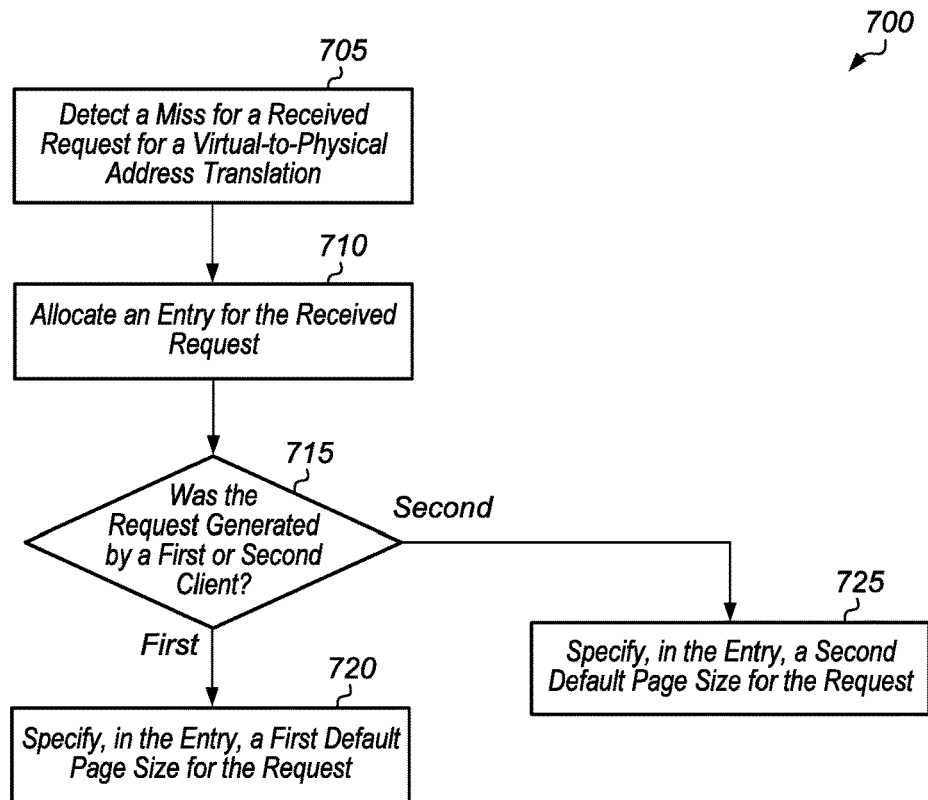 700
705
Detect a Miss for a Received
Request for a Virtual-to-Physical
Address Translation
710
Allocate an Entry for the Received
Request
715
Was the
Request Generated
by a First or Second
Client?
Second
First
725
Specify, in the Entry, a Second
Default Page Size for the Request
720
Specify, in the Entry, a First Default
Page Size for the Request